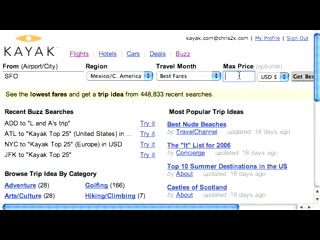 kayak.com@chris2x.com | My Profile | Sign Out
KAYAK
Flights | Hotels | Cars | Deals | Buzz
From (Airport/City) Region Travel Month Max Price (optional)
SFO Mexico/C. America Best Fares USD $ Get Bes
See the lowest fares and get a trip idea from 448,833 recent searches.
Recent Buzz Searches
ADD to "L and A's trip" Try it
ATL to "Kayak Top 25" (United States) in ... Try it
NYC to "Kayak Top 25" (Europe) in USD Try it
JFK to "Kayak Top 25" Try it
Browse Trip Ideas By Category
Adventure (28) Golfing (166)
Arts/Culture (28) Hiking/Climbing (3)
Most Popular Trip Ideas
Best Nude Beaches
by TravelChannel updated: 18 days ago
The "It" List for 2006
by Concierge updated: 18 days ago
Top 10 Summer Destinations in the US
by About updated: 18 days ago
Castles of Scotland
by About updated: 18 days ago